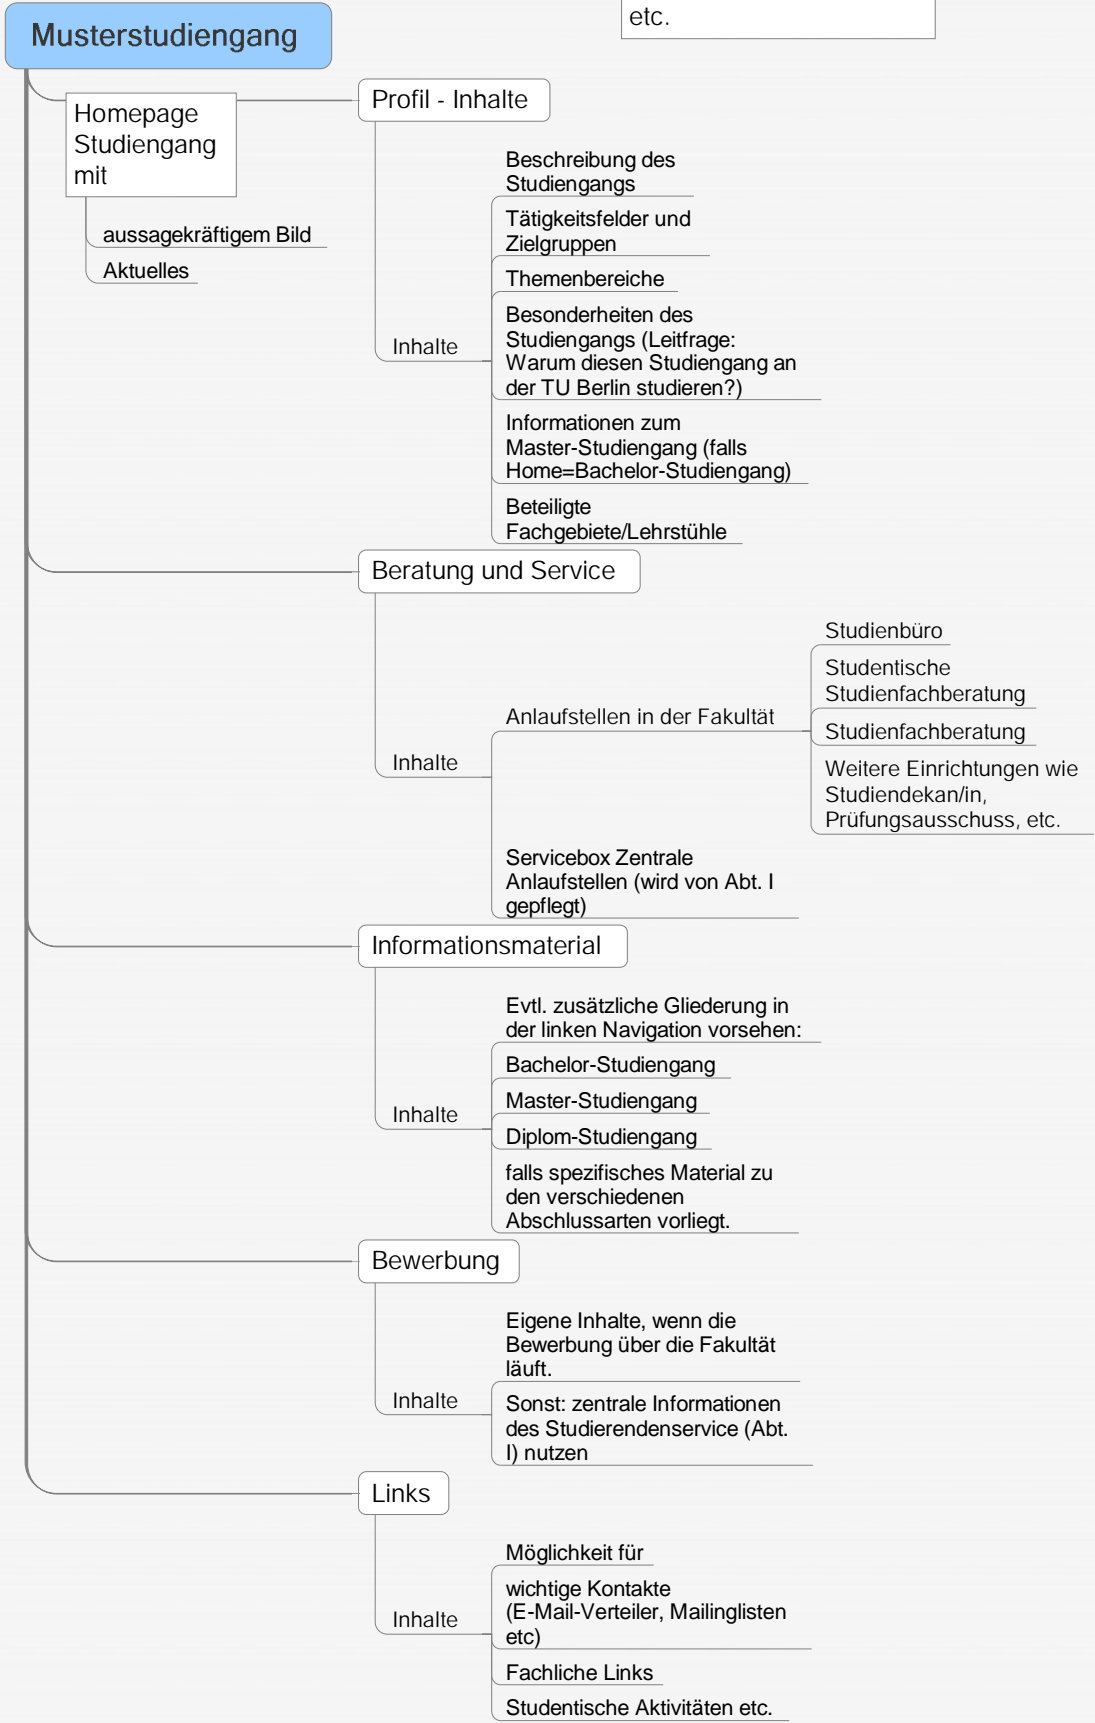 etc.
Musterstudiengang
Homepage
Studiengang
mit
aussagekräftigem Bild
Aktuelles
Profil - Inhalte
Inhalte
Beschreibung des
Studiengangs
Tätigkeitsfelder und
Zielgruppen
Themenbereiche
Besonderheiten des
Studiengangs (Leitfrage:
Warum diesen Studiengang an
der TU Berlin studieren?)
Informationen zum
Master-Studiengang (falls
Home=Bachelor-Studiengang)
Beteiligte
Fachgebiete/Lehrstühle
Beratung und Service
Inhalte
Anlaufstellen in der Fakultät
Studienbüro
Studentische
Studienfachberatung
Studienfachberatung
Weitere Einrichtungen wie
Studiendekan/in,
Prüfungsausschuss, etc.
Servicebox Zentrale
Anlaufstellen (wird von Abt. I
gepflegt)
Informationsmaterial
Inhalte
Evtl. zusätzliche Gliederung in
der linken Navigation vorsehen:
Bachelor-Studiengang
Master-Studiengang
Diplom-Studiengang
falls spezifisches Material zu
den verschiedenen
Abschlussarten vorliegt.
Bewerbung
Inhalte
Eigene Inhalte, wenn die
Bewerbung über die Fakultät
läuft.
Sonst: zentrale Informationen
des Studierendenservice (Abt.
I) nutzen
Links
Inhalte
Möglichkeit für
wichtige Kontakte
(E-Mail-Verteiler, Mailinglisten
etc)
Fachliche Links
Studentische Aktivitäten etc.